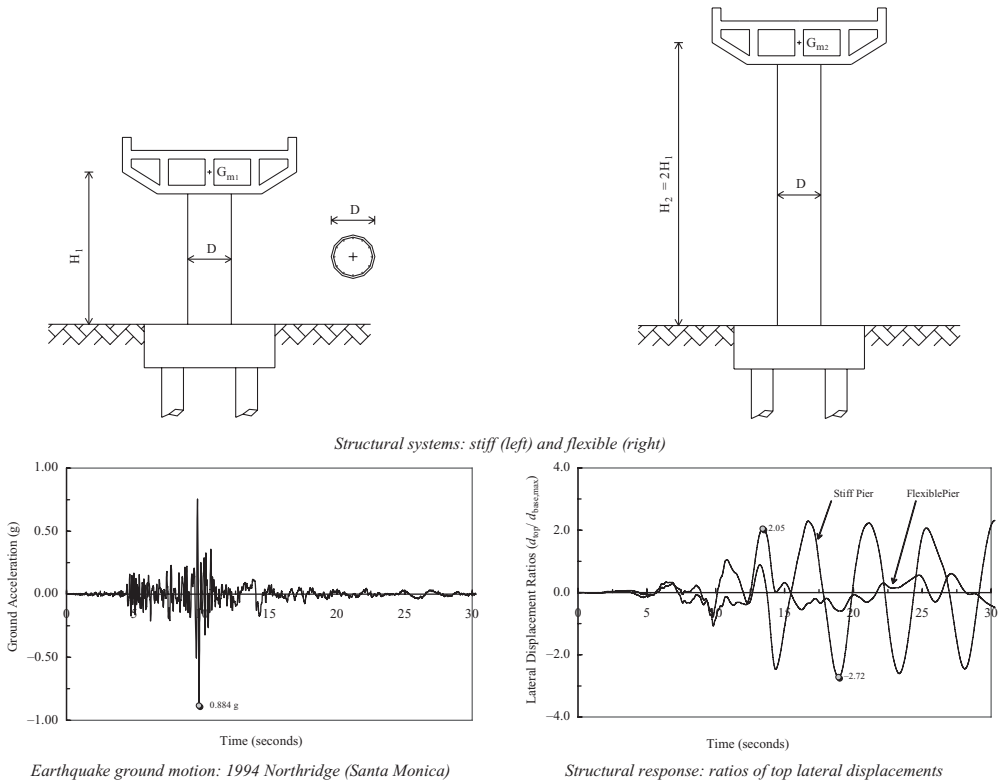 + G_m2
H_2 = 2H_1
D
+ G_m1
D
H_1
D
Structural systems: stiff (left) and flexible (right)
1.00
0.50
0.00
−0.50
−1.00
Ground Acceleration (g)
0
5
10
15
20
25
30
0.884 g
Time (seconds)
Earthquake ground motion: 1994 Northridge (Santa Monica)
4.0
2.0
0.0
−2.0
−4.0
Lateral Displacement Ratios (d_top/ d_base,max)
Stiff Pier
FlexiblePier
2.05
0
5
10
15
20
25
30
−2.72
Time (seconds)
Structural response: ratios of top lateral displacements